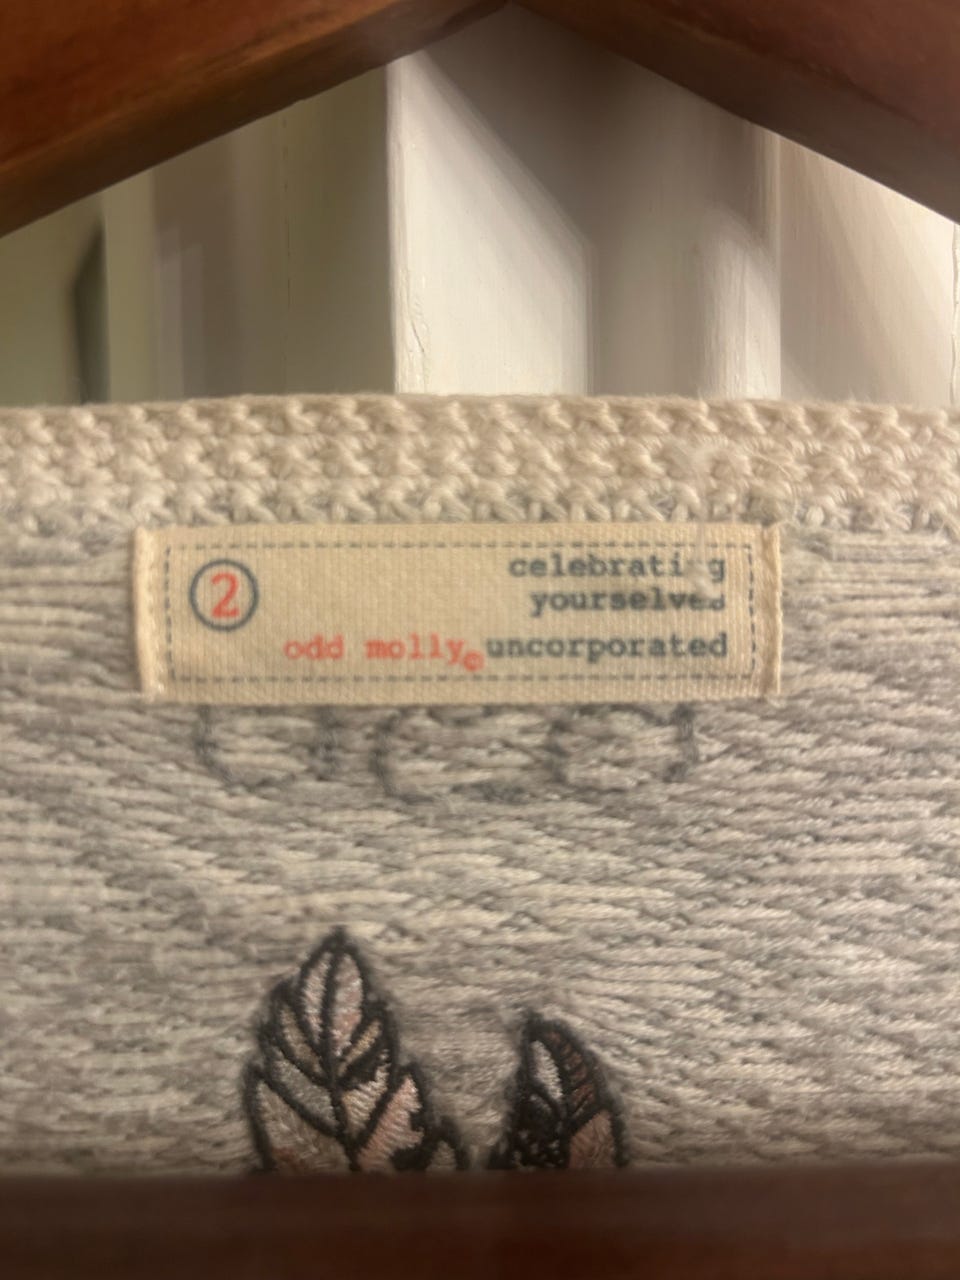 2
celebrating
yourselves
odd molly© uncorporated